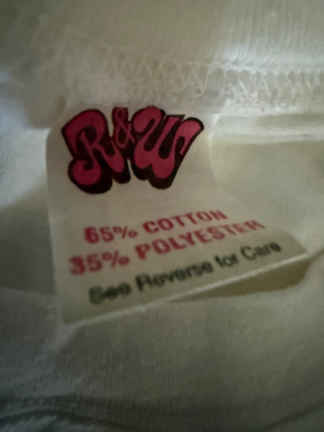 R&W
65% COTTON
35% POLYESTER
See Reverse for Care